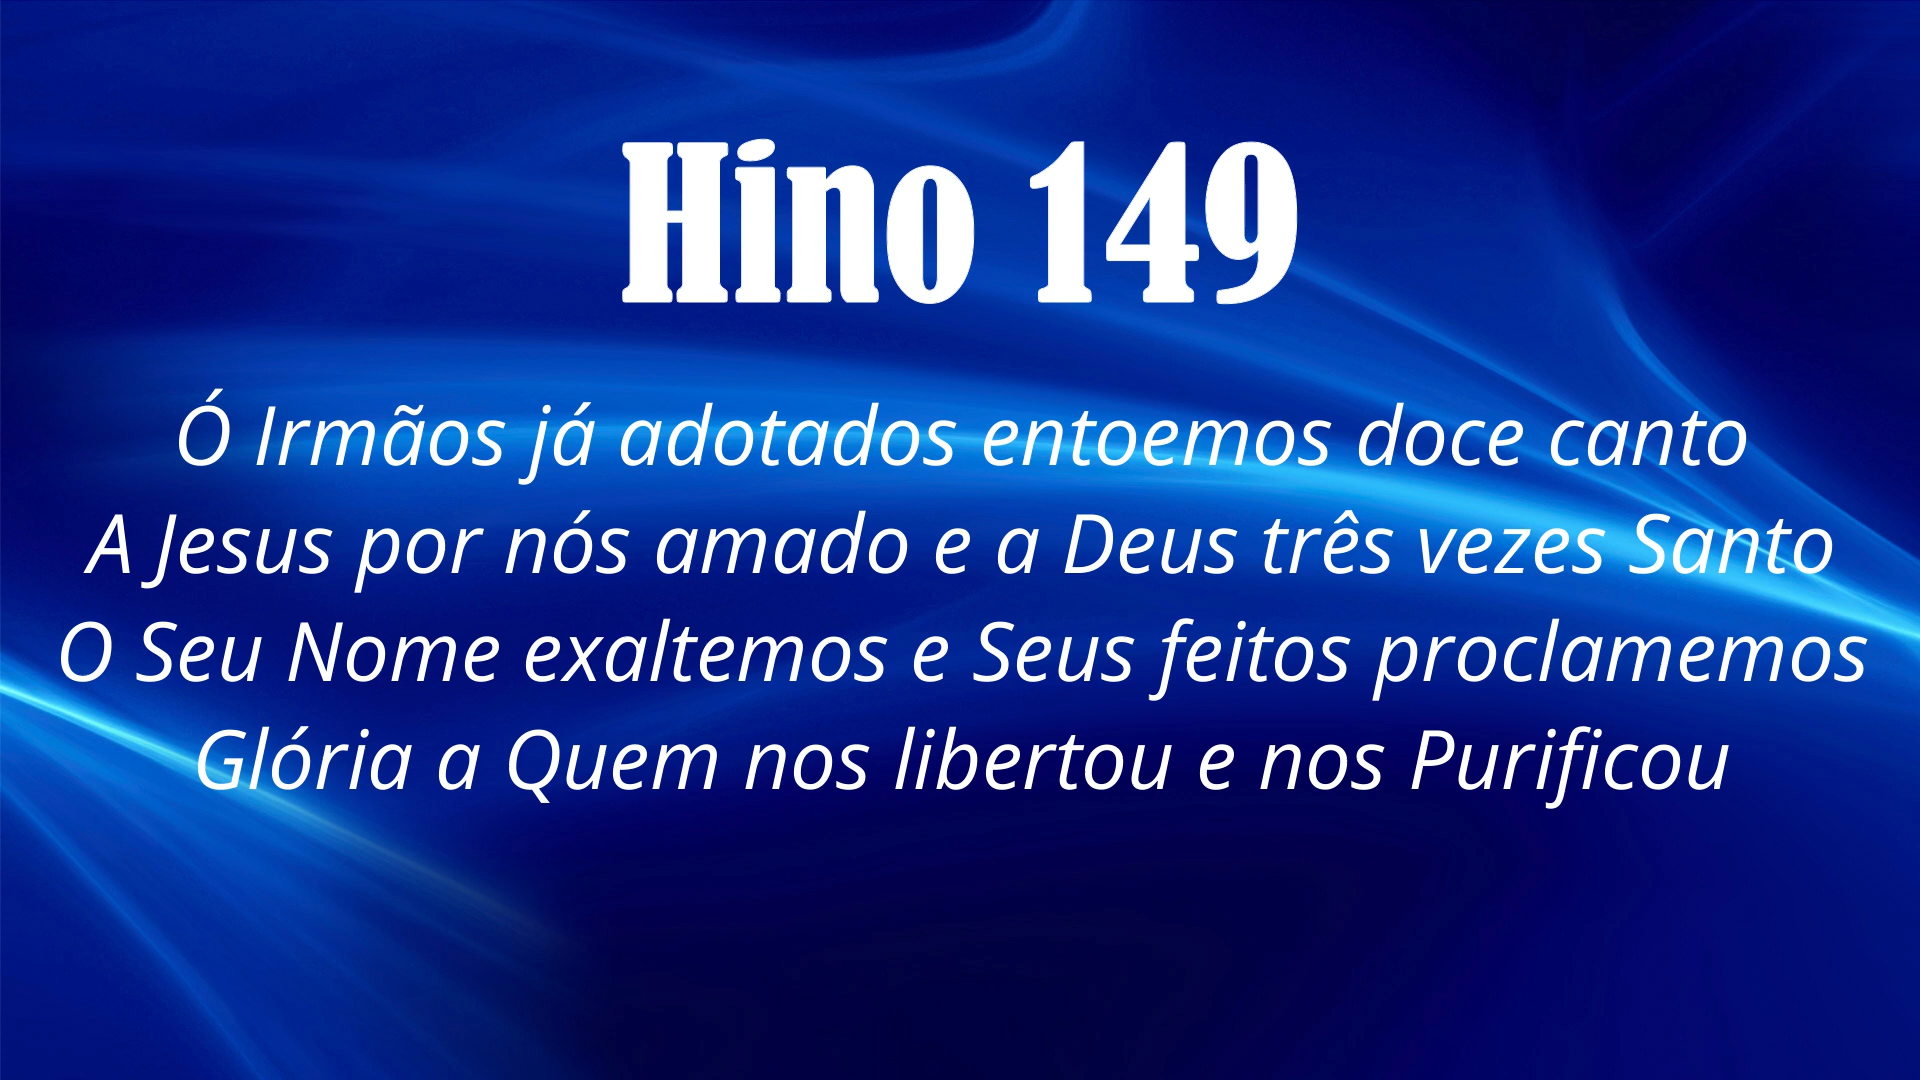 Hino 149
Ó Irmãos já adotados entoemos doce canto
A Jesus por nós amado e a Deus três vezes Santo
O Seu Nome exaltemos e Seus feitos proclamemos
Glória a Quem nos libertou e nos Purificou